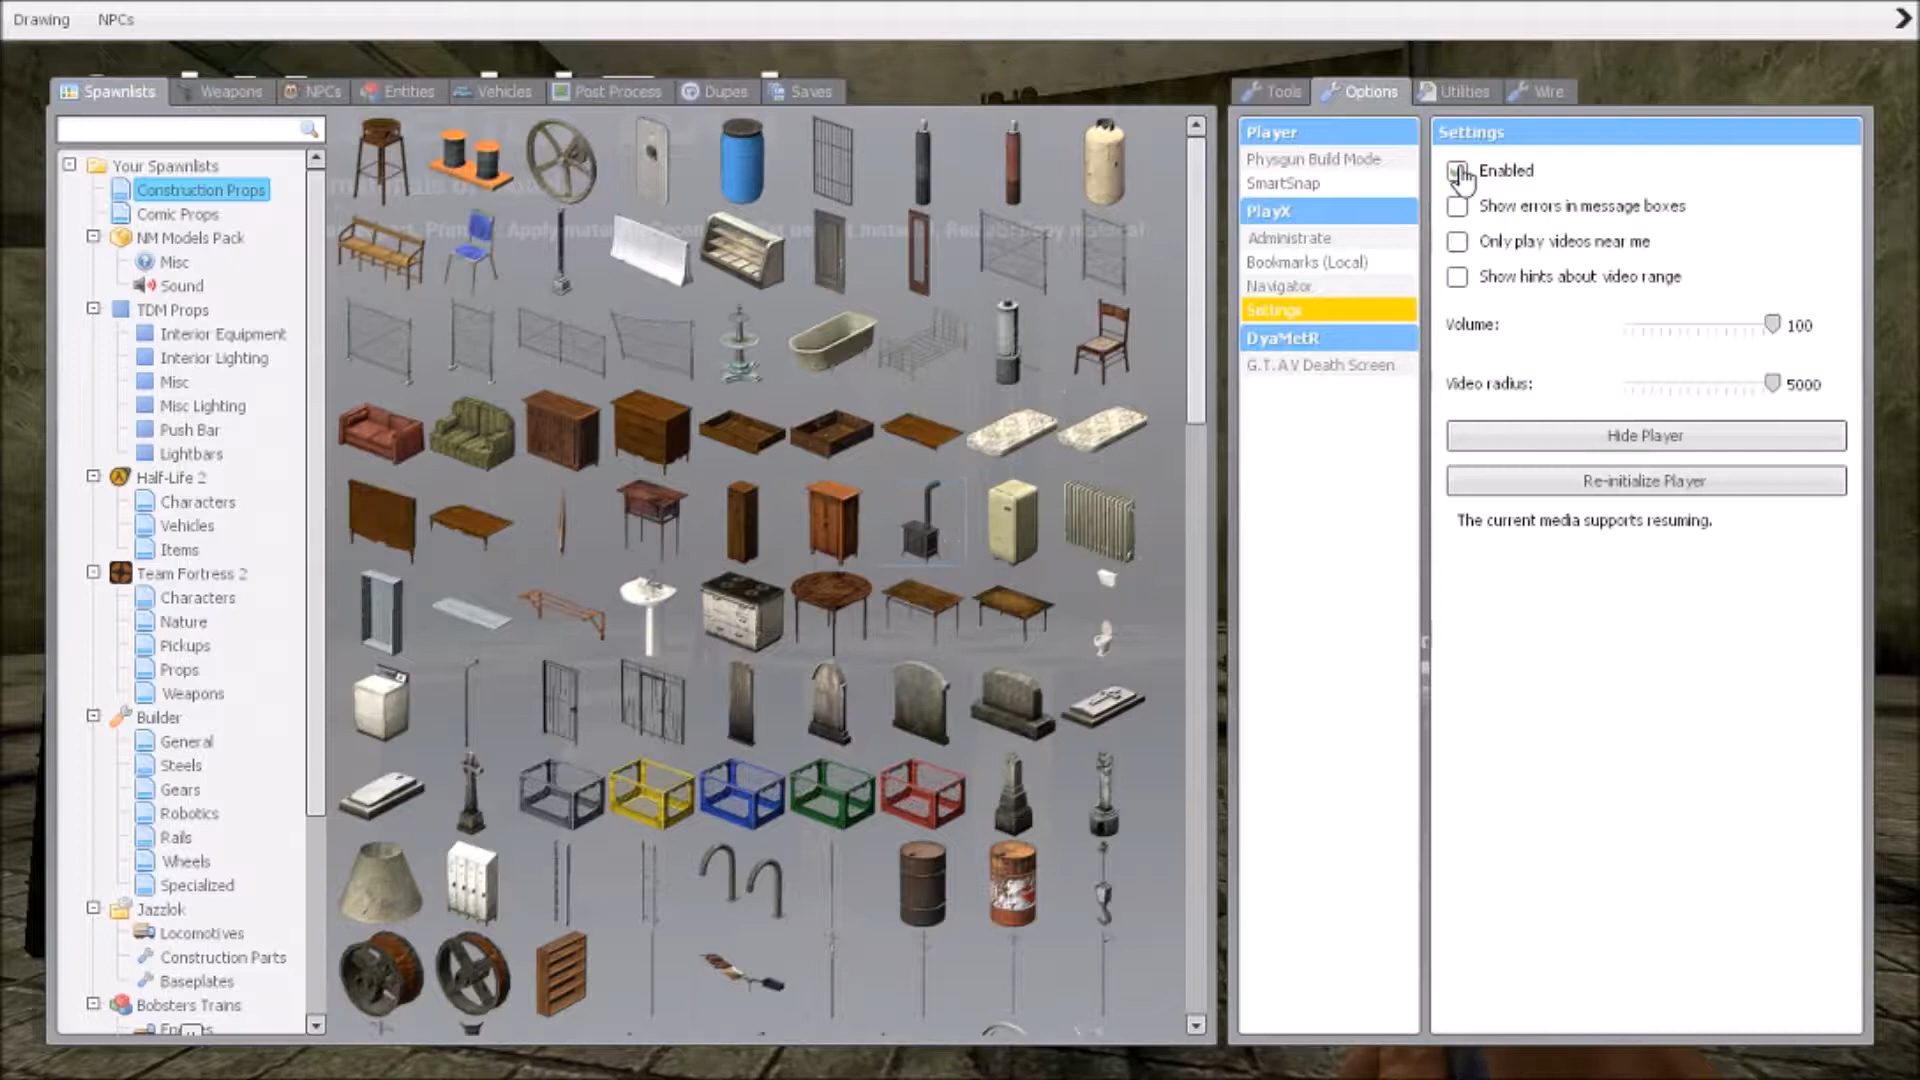 Drawing NPCs
Spawnlists Weapons NPCs Entities Vehicles Post Process Dupes Saves
Your Spawnlists
Construction Props
Comic Props
NM Models Pack
Misc
Sound
TDM Props
Interior Equipment
Interior Lighting
Misc
Misc Lighting
Push Bar
Lightbars
Half-Life 2
Characters
Vehicles
Items
Team Fortress 2
Characters
Nature
Pickups
Props
Weapons
Builder
General
Steels
Gears
Robotics
Rails
Wheels
Specialized
Jazzlok
Locomotives
Construction Parts
Baseplates
Bobsters Trains
Tools Options Utilities Wire
Player
Physgun Build Mode
SmartSnap
PlayX
Administrate
Bookmarks (Local)
Navigator
Settings
DyaMetR
G.T.A.V Death Screen
Settings
Enabled
Show errors in message boxes
Only play videos near me
Show hints about video range
Volume: 100
Video radius: 5000
Hide Player
Re-initialize Player
The current media supports resuming.